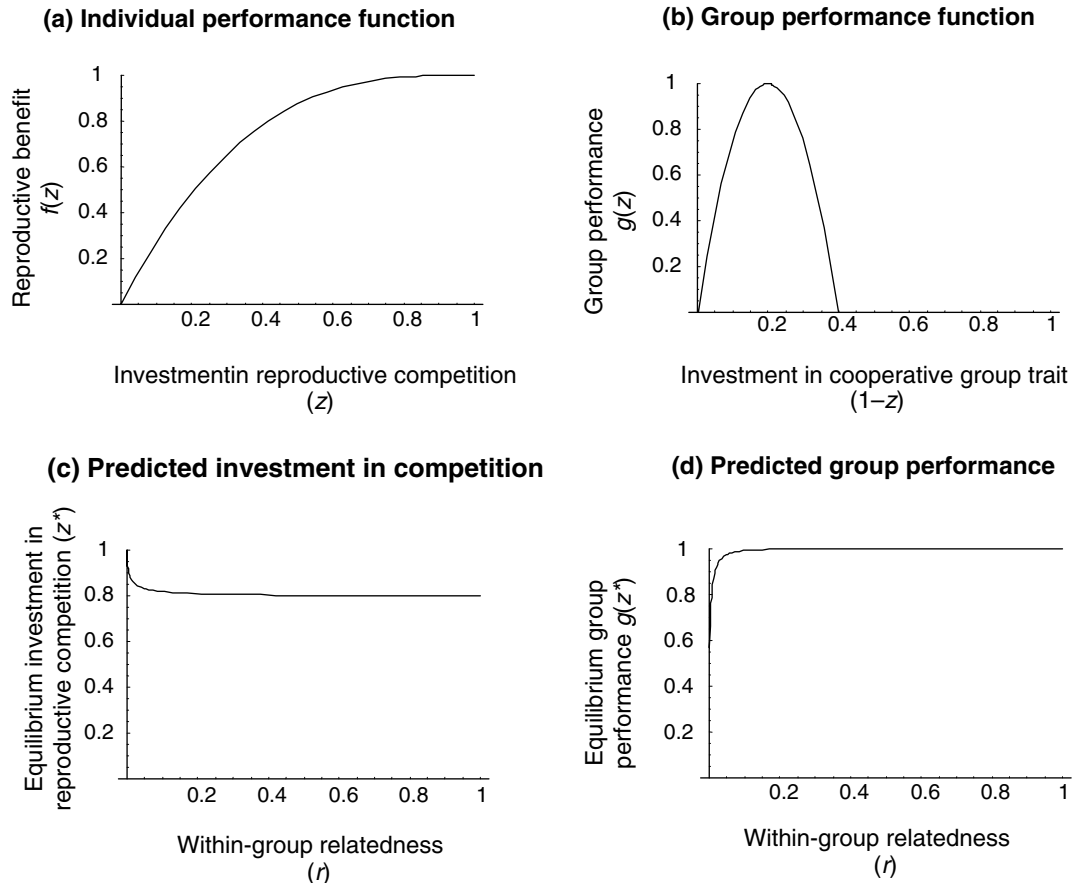 (a) Individual performance function
Reproductive benefit
f(z)
1
0.8
0.6
0.4
0.2
0.2 0.4 0.6 0.8 1
Investmentin reproductive competition
(z)
(b) Group performance function
Group performance
g(z)
1
0.8
0.6
0.4
0.2
0.2 0.4 0.6 0.8 1
Investment in cooperative group trait
(1–z)
(c) Predicted investment in competition
Equilibrium investment in
reproductive competition (z*)
1
0.8
0.6
0.4
0.2
0.2 0.4 0.6 0.8 1
Within-group relatedness
(r)
(d) Predicted group performance
Equilibrium group
performance g(z*)
1
0.8
0.6
0.4
0.2
0.2 0.4 0.6 0.8 1
Within-group relatedness
(r)